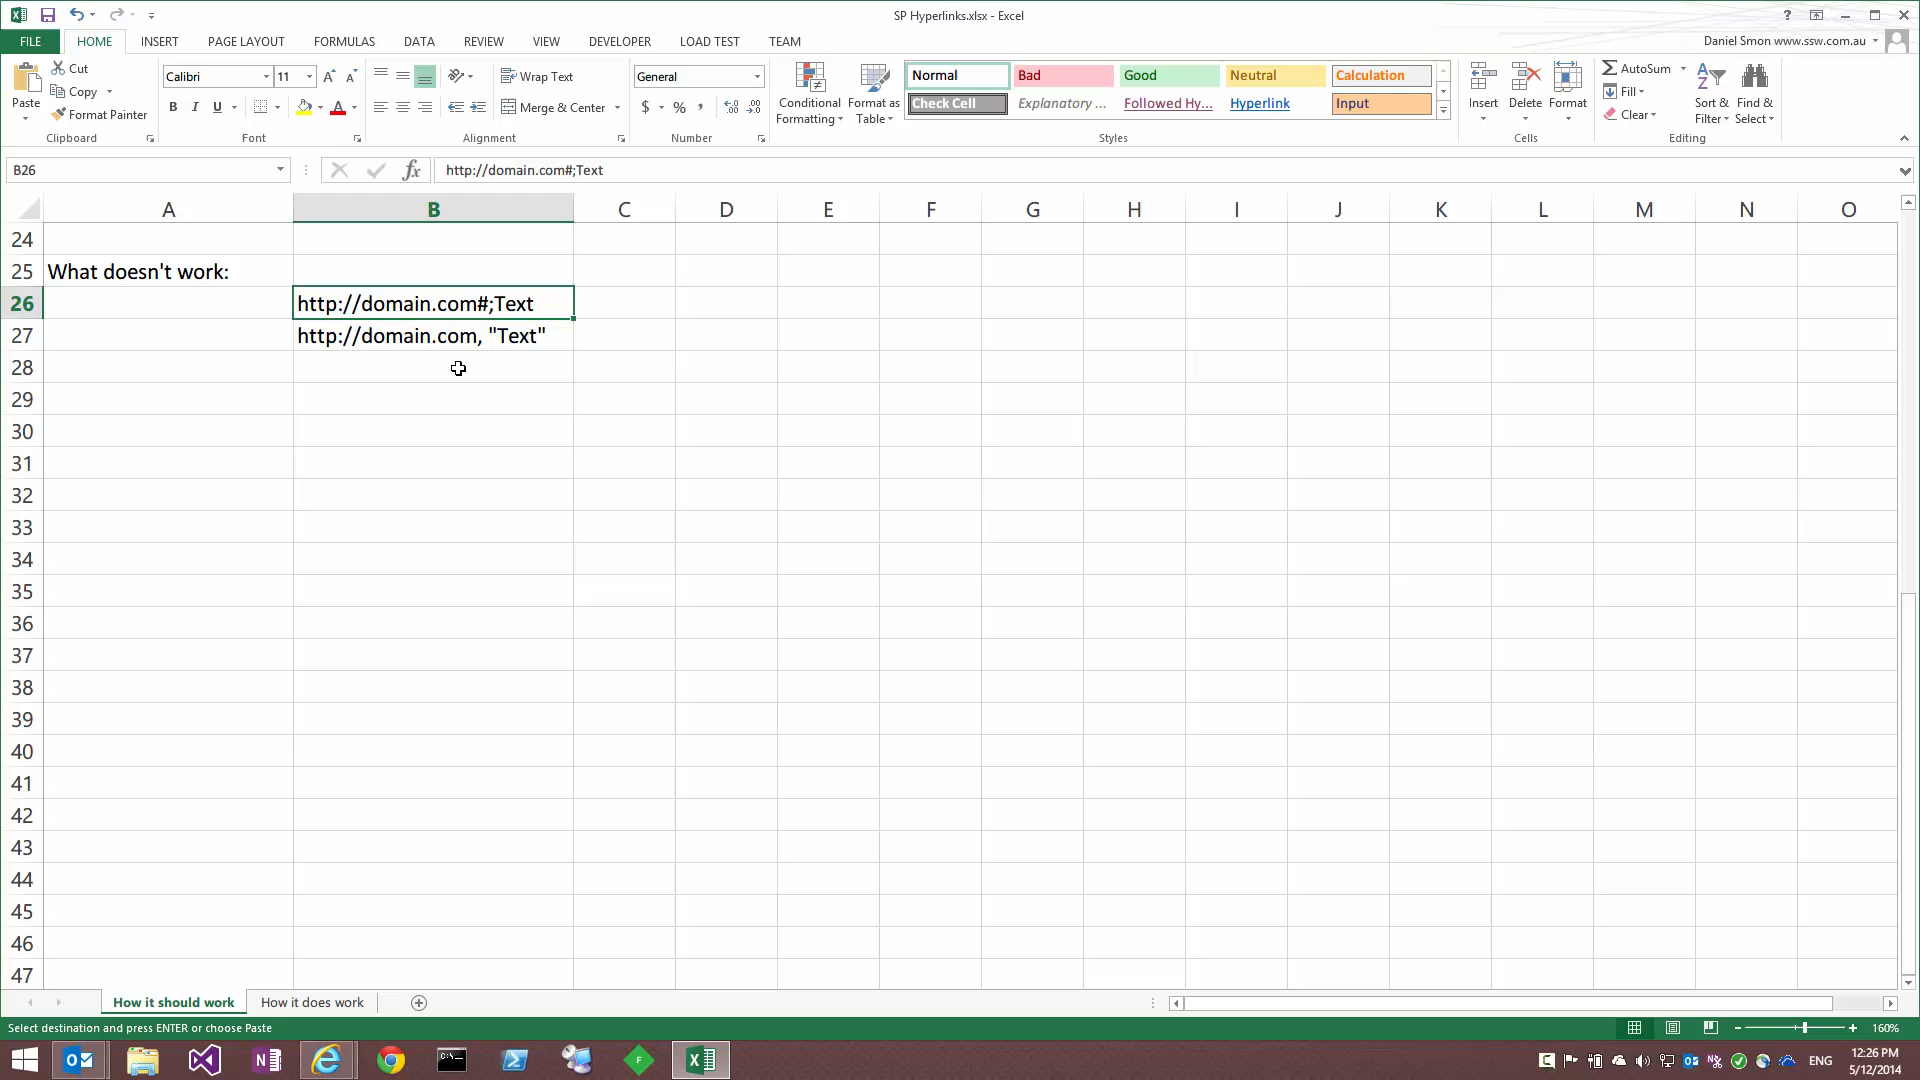 SP Hyperlinks.xlsx - Excel
?
FILE HOME INSERT PAGE LAYOUT FORMULAS DATA REVIEW VIEW DEVELOPER LOAD TEST TEAM
Daniel Smon www.ssw.com.au
Paste
Cut
Copy
Format Painter
Clipboard
Calibri 11
A A
B I U A
Font
Wrap Text
Merge & Center
Alignment
General
$ % ,
Number
Conditional Formatting
Format as Table
Normal Bad Good Neutral Calculation
Check Cell Explanatory ... Followed Hy... Hyperlink Input
Styles
Insert Delete Format
Cells
AutoSum
Fill
Clear
Sort & Filter
Find & Select
Editing
B26 fx http://domain.com#;Text
A B C D E F G H I J K L M N O
24
25 What doesn't work:
26 http://domain.com#;Text
27 http://domain.com, "Text"
28
29
30
31
32
33
34
35
36
37
38
39
40
41
42
43
44
45
46
47
How it should work How it does work
Select destination and press ENTER or choose Paste
160%
ENG
12:26 PM
5/12/2014